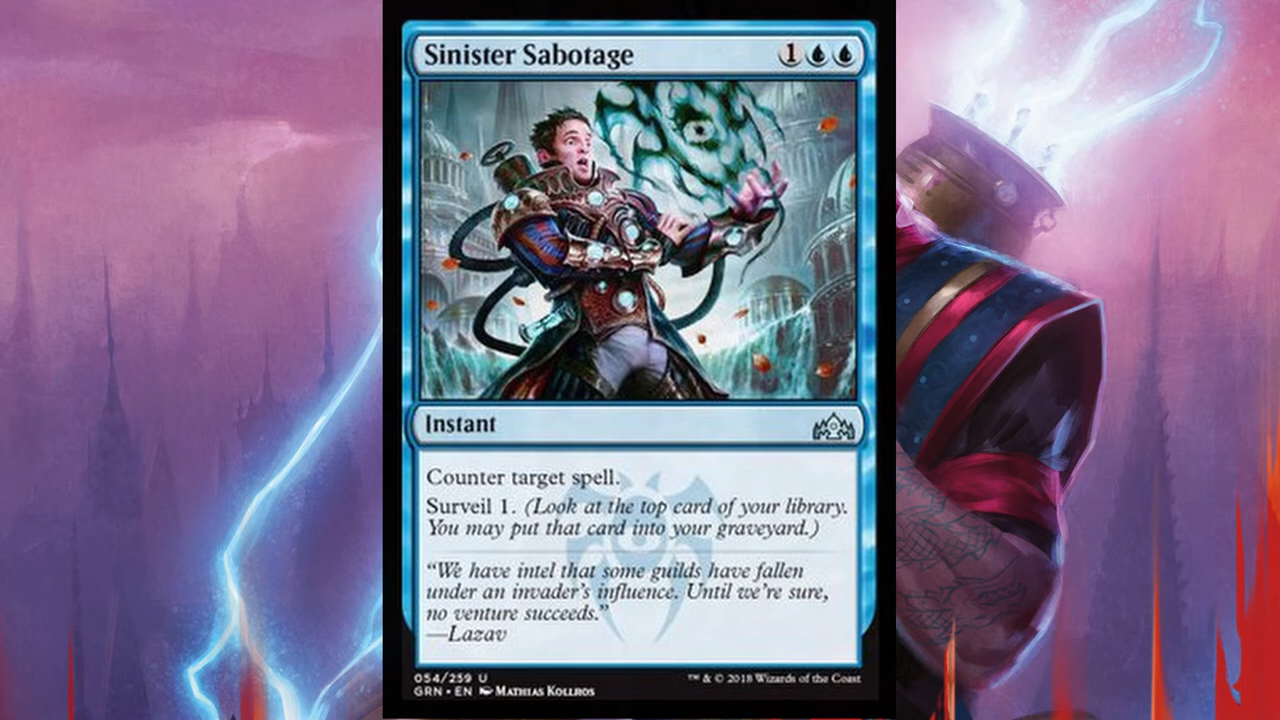 Sinister Sabotage 1
Instant
Counter target spell.
Surveil 1. (Look at the top card of your library.
You may put that card into your graveyard.)
“We have intel that some guilds have fallen
under an invader’s influence. Until we’re sure,
no venture succeeds.”
—Lazav
054/259 U
GRN • EN Mathias Kollros
™ & © 2018 Wizards of the Coast